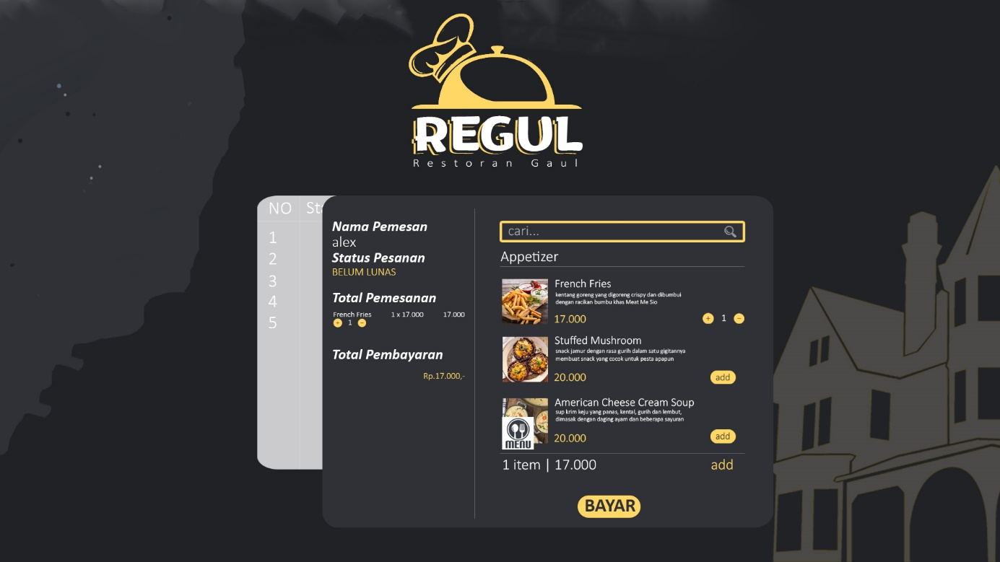 REGUL
Restoran Gaul
NO
1
2
3
4
5
Nama Pemesan
alex
Status Pesanan
BELUM LUNAS
Total Pemesanan
French Fries 1 x 17.000 17.000
+ 1 −
Total Pembayaran
Rp.17.000,-
cari...
Appetizer
French Fries
kentang goreng yang digoreng crispy dan dibumbui
dengan racikan bumbu khas Meat Me Sio
17.000 + 1 −
Stuffed Mushroom
snack jamur dengan rasa gurih dalam satu gigitannya
membuat snack yang cocok untuk pesta apapun
20.000 add
American Cheese Cream Soup
sup krim keju yang panas, kental, gurih dan lembut,
dimasak dengan daging ayam dan beberapa sayuran
20.000 add
MENU
1 item | 17.000 add
BAYAR